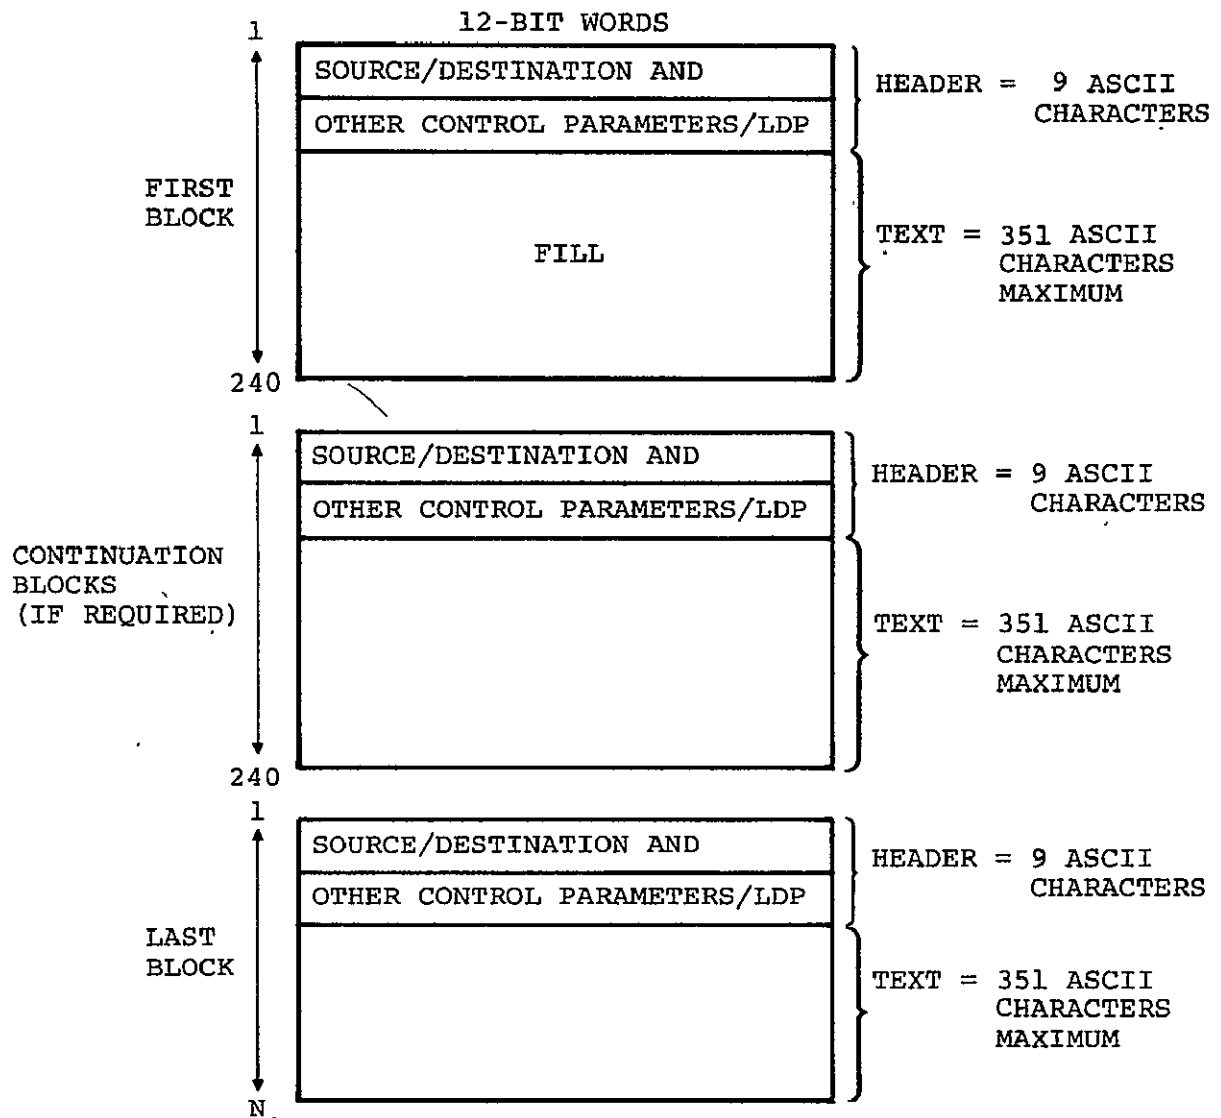 12-BIT WORDS
1
SOURCE/DESTINATION AND
OTHER CONTROL PARAMETERS/LDP
HEADER = 9 ASCII
CHARACTERS
FIRST
BLOCK
FILL
TEXT = 351 ASCII
CHARACTERS
MAXIMUM
240
1
SOURCE/DESTINATION AND
OTHER CONTROL PARAMETERS/LDP
HEADER = 9 ASCII
CHARACTERS
CONTINUATION
BLOCKS
(IF REQUIRED)
TEXT = 351 ASCII
CHARACTERS
MAXIMUM
240
1
SOURCE/DESTINATION AND
OTHER CONTROL PARAMETERS/LDP
HEADER = 9 ASCII
CHARACTERS
LAST
BLOCK
TEXT = 351 ASCII
CHARACTERS
MAXIMUM
N